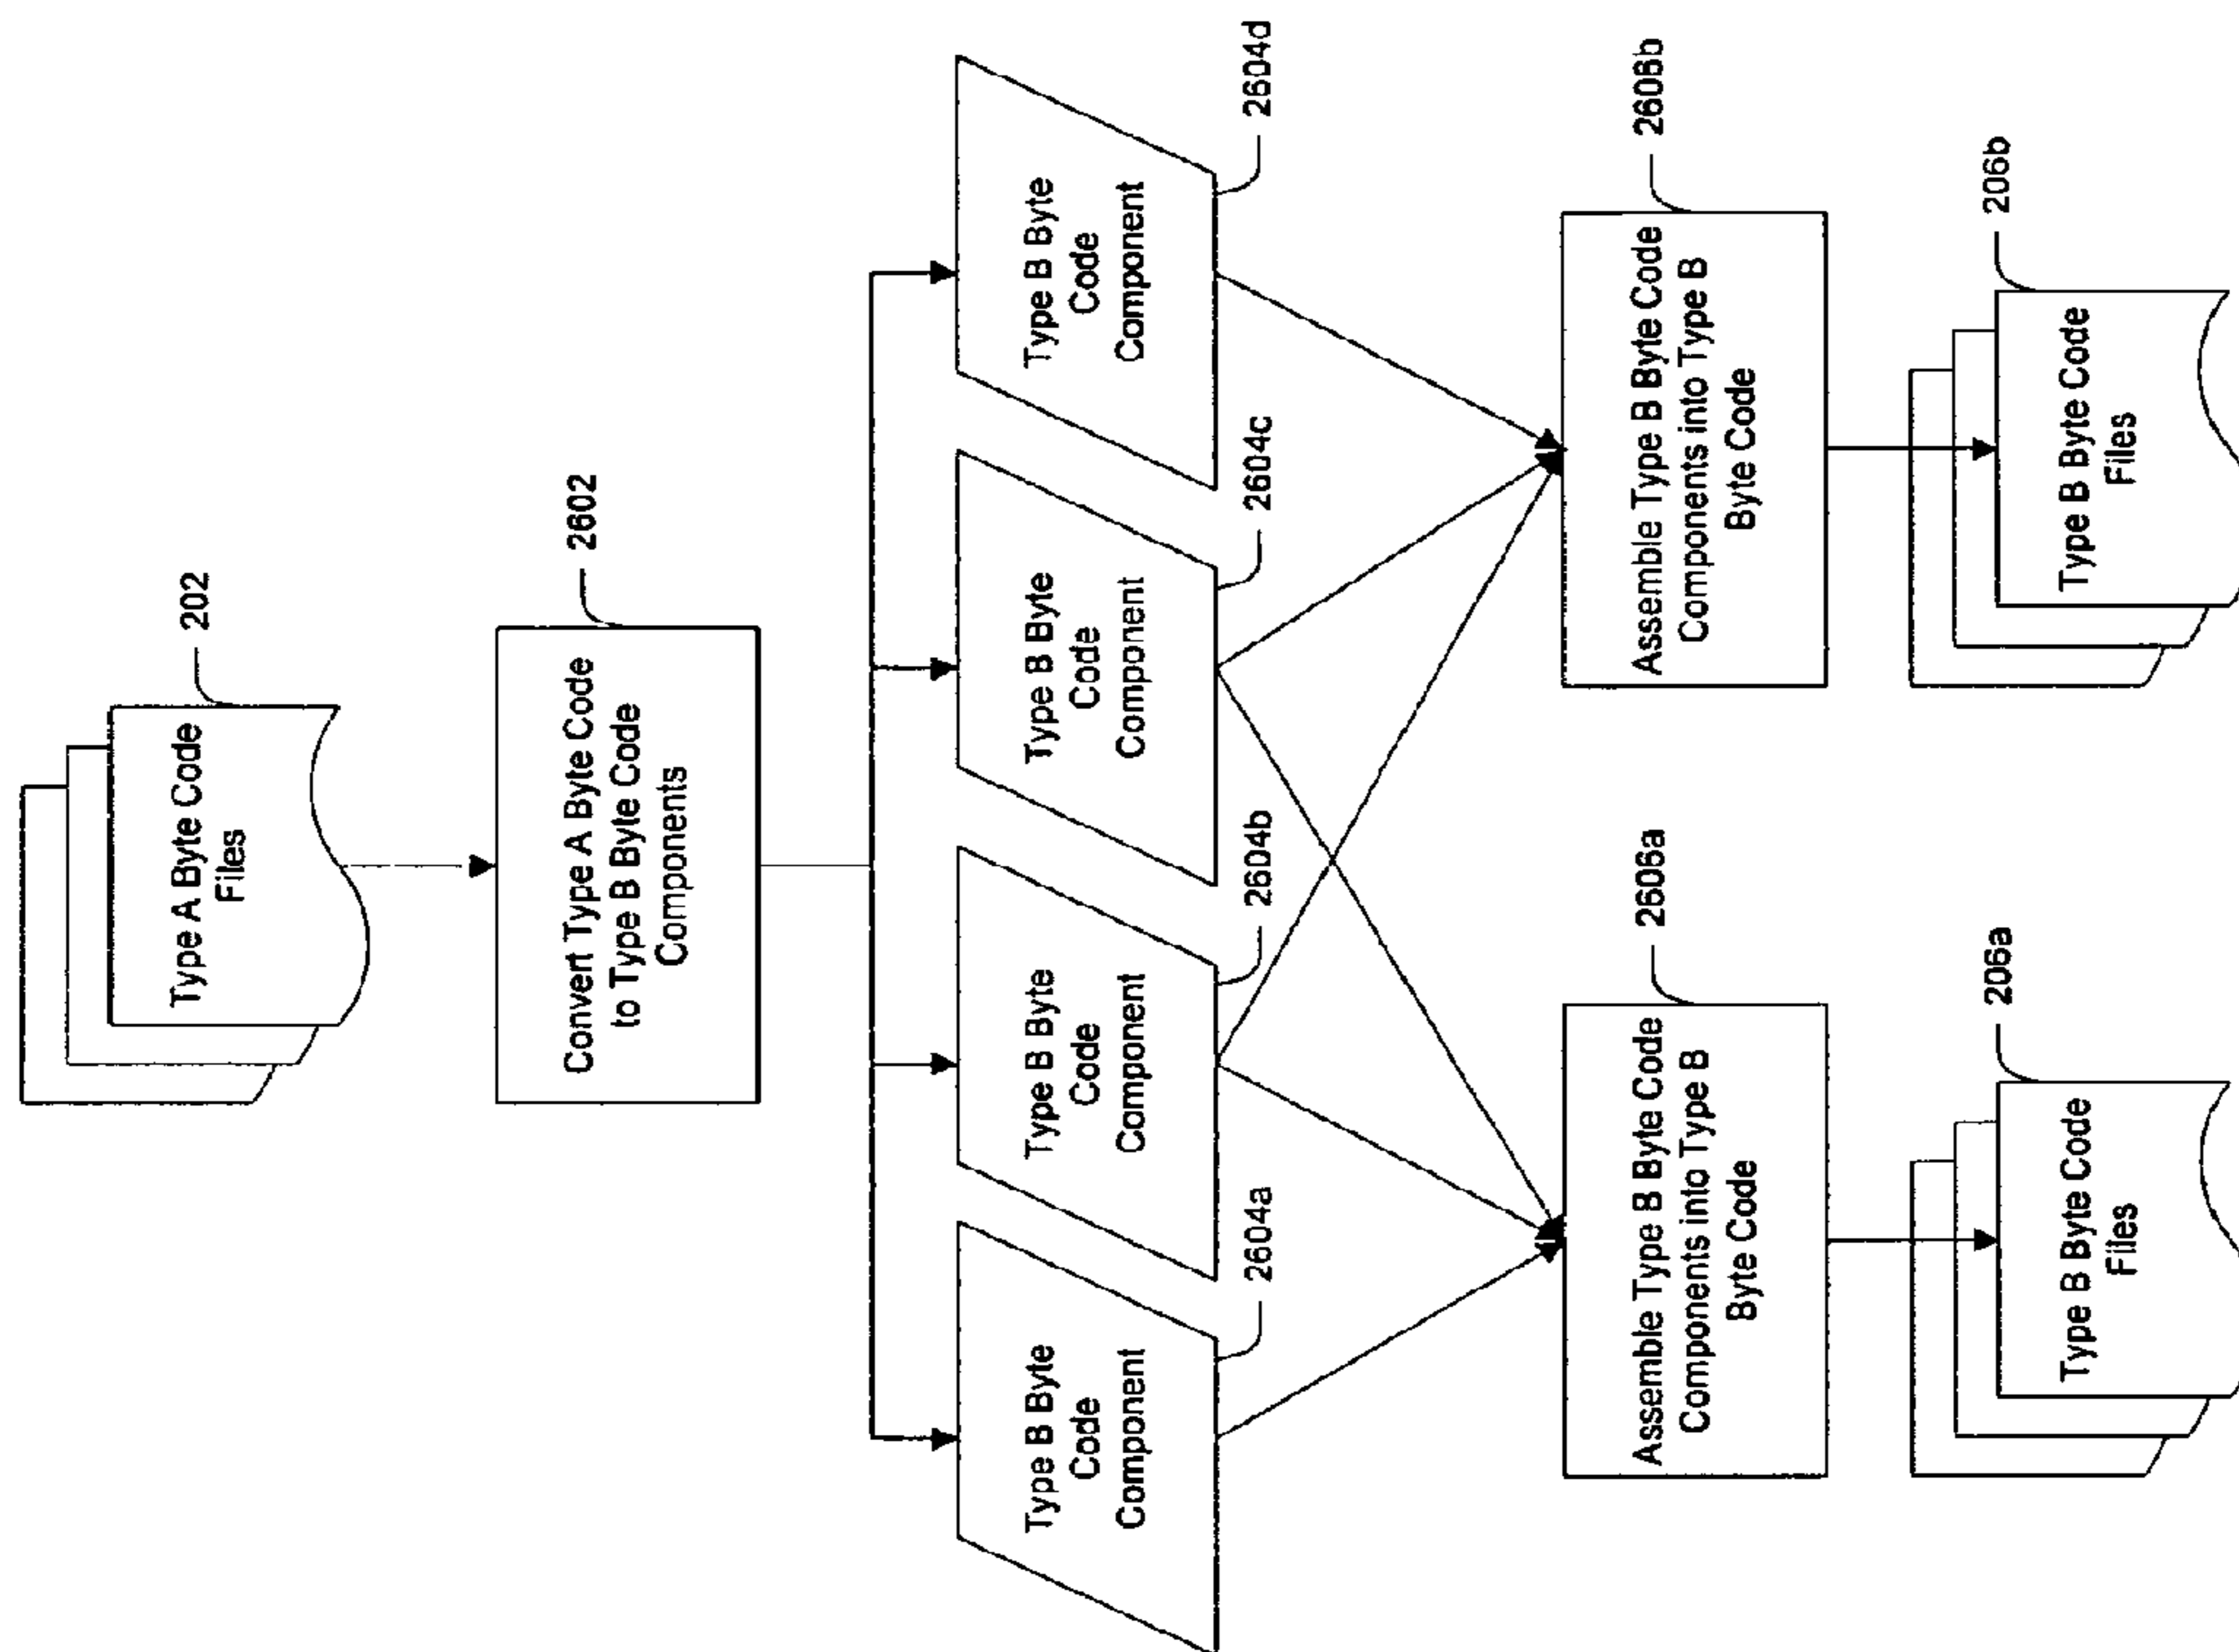 Type A Byte Code
Files
202
Convert Type A Byte Code
to Type B Byte Code
Components
2602
Type B Byte
Code
Component
2604a
Type B Byte
Code
Component
2604b
Type B Byte
Code
Component
2604c
Type B Byte
Code
Component
2604d
Assemble Type B Byte Code
Components into Type B
Byte Code
2606a
Assemble Type B Byte Code
Components into Type B
Byte Code
2606b
Type B Byte Code
Files
206a
Type B Byte Code
Files
206b